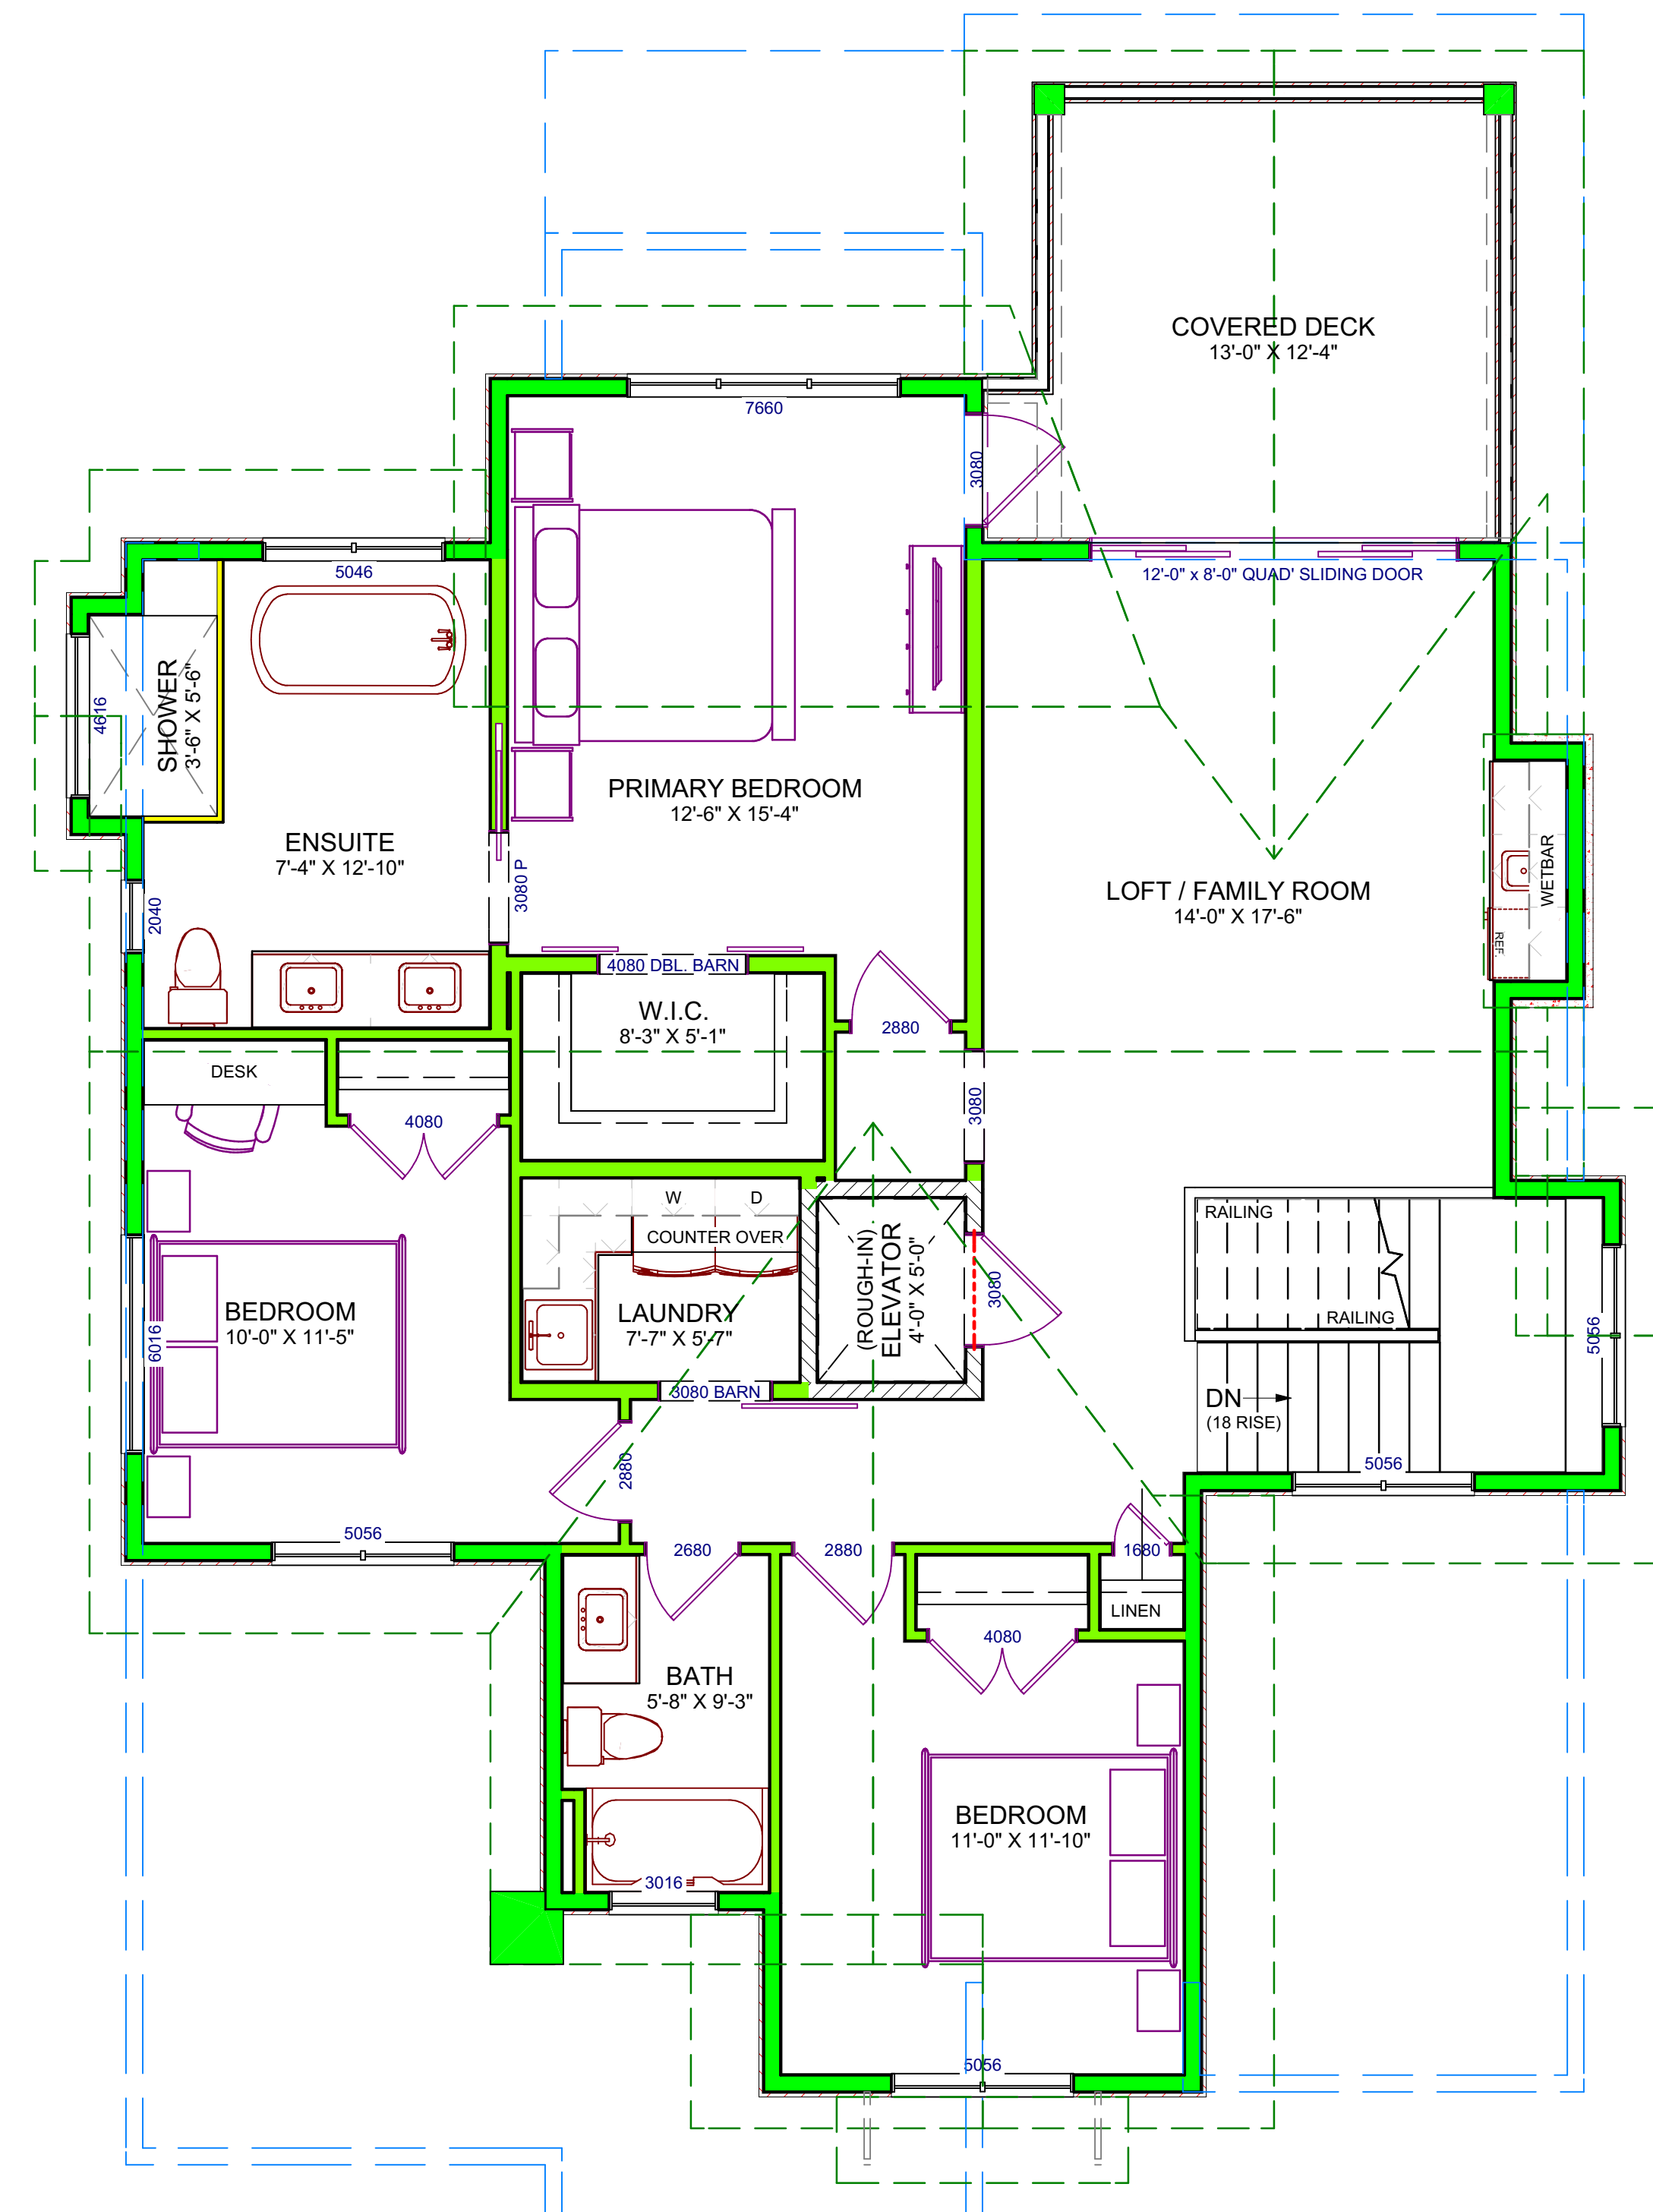 COVERED DECK
13'-0" X 12'-4"
7660
3080
12'-0" x 8'-0" QUAD' SLIDING DOOR
5046
SHOWER
3'-6" X 5'-6"
4616
PRIMARY BEDROOM
12'-6" X 15'-4"
ENSUITE
7'-4" X 12'-10"
3080 P
2040
LOFT / FAMILY ROOM
14'-0" X 17'-6"
WETBAR
REF.
4080 DBL. BARN
W.I.C.
8'-3" X 5'-1"
2880
DESK
4080
3080
W
D
COUNTER OVER
RAILING
(ROUGH-IN)
ELEVATOR
4'-0" X 5'-0"
3080
LAUNDRY
7'-7" X 5'-7"
BEDROOM
10'-0" X 11'-5"
6016
RAILING
5056
3080 BARN
DN
(18 RISE)
2880
5056
5056
2680
2880
1680
LINEN
4080
BATH
5'-8" X 9'-3"
BEDROOM
11'-0" X 11'-10"
3016
5056